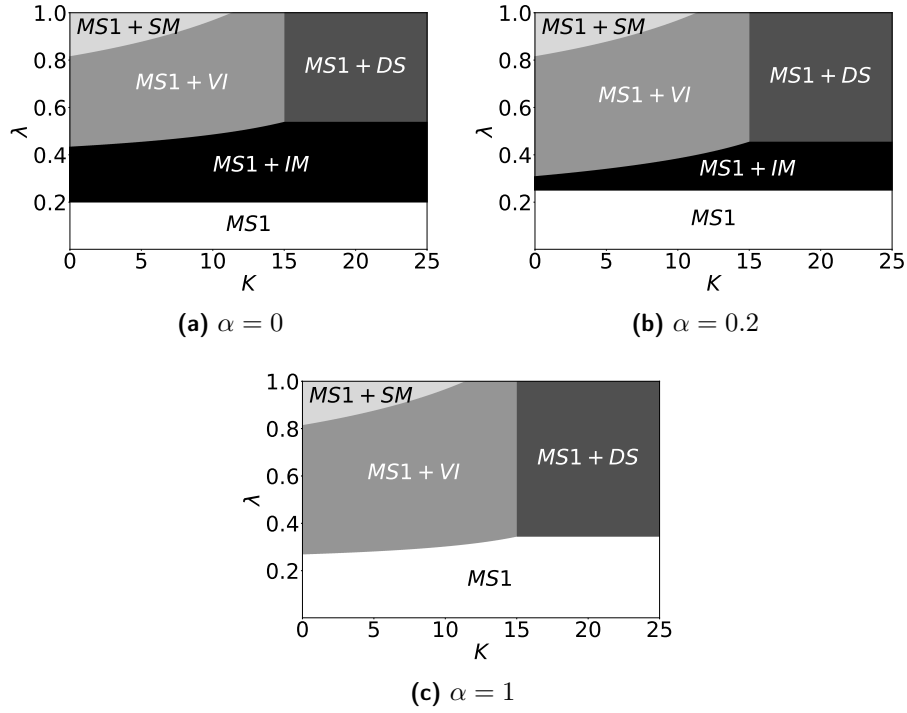 1.0
0.8
0.6
0.4
0.2
λ
MS1 + SM
MS1 + VI
MS1 + DS
MS1 + IM
MS1
0 5 10 15 20 25
K
(a) α = 0
1.0
0.8
0.6
0.4
0.2
λ
MS1 + SM
MS1 + VI
MS1 + DS
MS1 + IM
MS1
0 5 10 15 20 25
K
(b) α = 0.2
1.0
0.8
0.6
0.4
0.2
λ
MS1 + SM
MS1 + VI
MS1 + DS
MS1
0 5 10 15 20 25
K
(c) α = 1